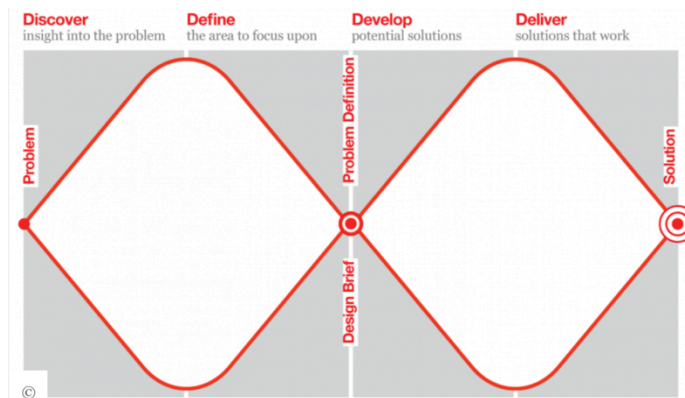 Discover
insight into the problem
Define
the area to focus upon
Develop
potential solutions
Deliver
solutions that work
Problem
Problem Definition
Design Brief
Solution
©